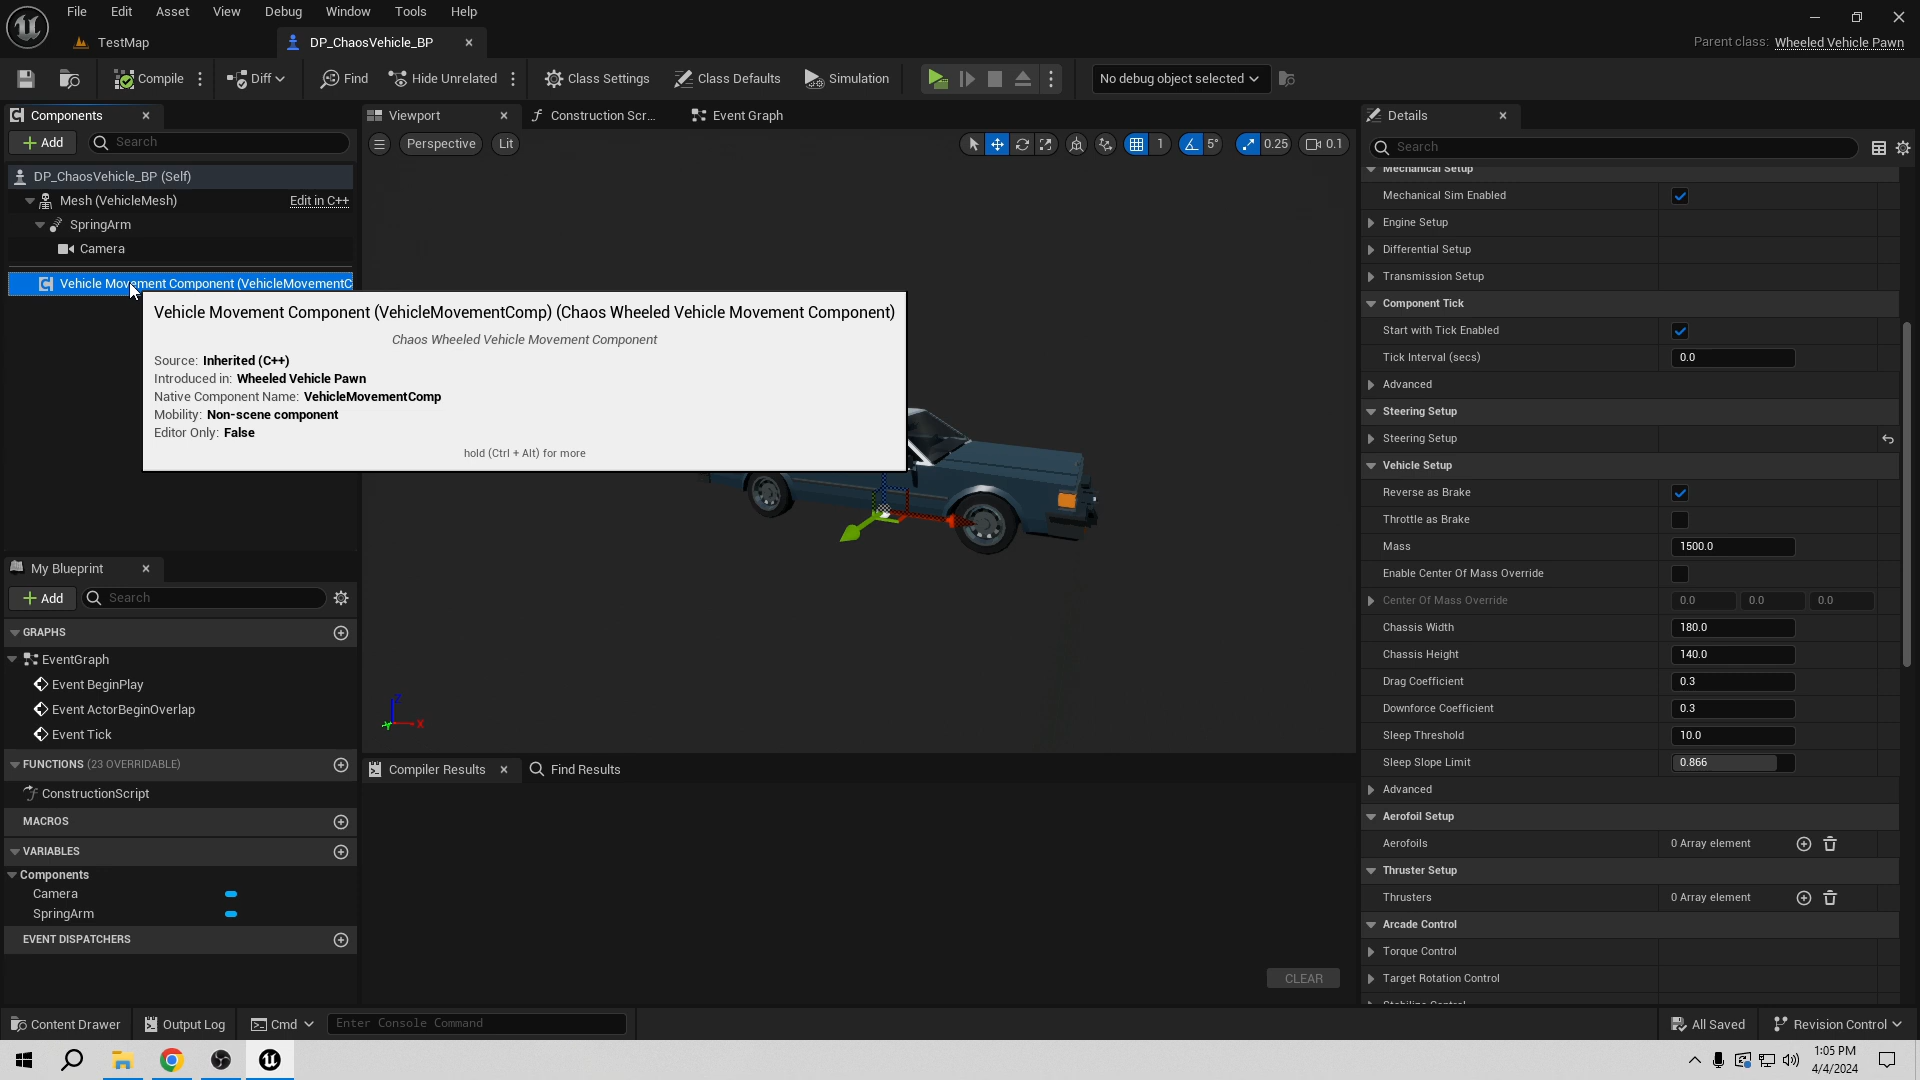 File Edit Asset View Debug Window Tools Help
TestMap
DP_ChaosVehicle_BP
Parent class: Wheeled Vehicle Pawn
Compile
Diff
Find
Hide Unrelated
Class Settings
Class Defaults
Simulation
No debug object selected
Components
Add
Search
DP_ChaosVehicle_BP (Self)
Mesh (VehicleMesh) Edit in C++
SpringArm
Camera
Vehicle Movement Component (VehicleMovementC
Viewport
Construction Scr...
Event Graph
Perspective
Lit
1
5°
0.25
0.1
Vehicle Movement Component (VehicleMovementComp) (Chaos Wheeled Vehicle Movement Component)
Chaos Wheeled Vehicle Movement Component
Source: Inherited (C++)
Introduced in: Wheeled Vehicle Pawn
Native Component Name: VehicleMovementComp
Mobility: Non-scene component
Editor Only: False
hold (Ctrl + Alt) for more
Z
X
Y
My Blueprint
Add
Search
GRAPHS
EventGraph
Event BeginPlay
Event ActorBeginOverlap
Event Tick
FUNCTIONS (23 OVERRIDABLE)
ConstructionScript
MACROS
VARIABLES
Components
Camera
SpringArm
EVENT DISPATCHERS
Compiler Results
Find Results
CLEAR
Details
Search
Mechanical Setup
Mechanical Sim Enabled
Engine Setup
Differential Setup
Transmission Setup
Component Tick
Start with Tick Enabled
Tick Interval (secs) 0.0
Advanced
Steering Setup
Steering Setup
Vehicle Setup
Reverse as Brake
Throttle as Brake
Mass 1500.0
Enable Center Of Mass Override
Center Of Mass Override 0.0 0.0 0.0
Chassis Width 180.0
Chassis Height 140.0
Drag Coefficient 0.3
Downforce Coefficient 0.3
Sleep Threshold 10.0
Sleep Slope Limit 0.866
Advanced
Aerofoil Setup
Aerofoils 0 Array element
Thruster Setup
Thrusters 0 Array element
Arcade Control
Torque Control
Target Rotation Control
Stabilize Control
Content Drawer
Output Log
Cmd
Enter Console Command
All Saved
Revision Control
1:05 PM
4/4/2024